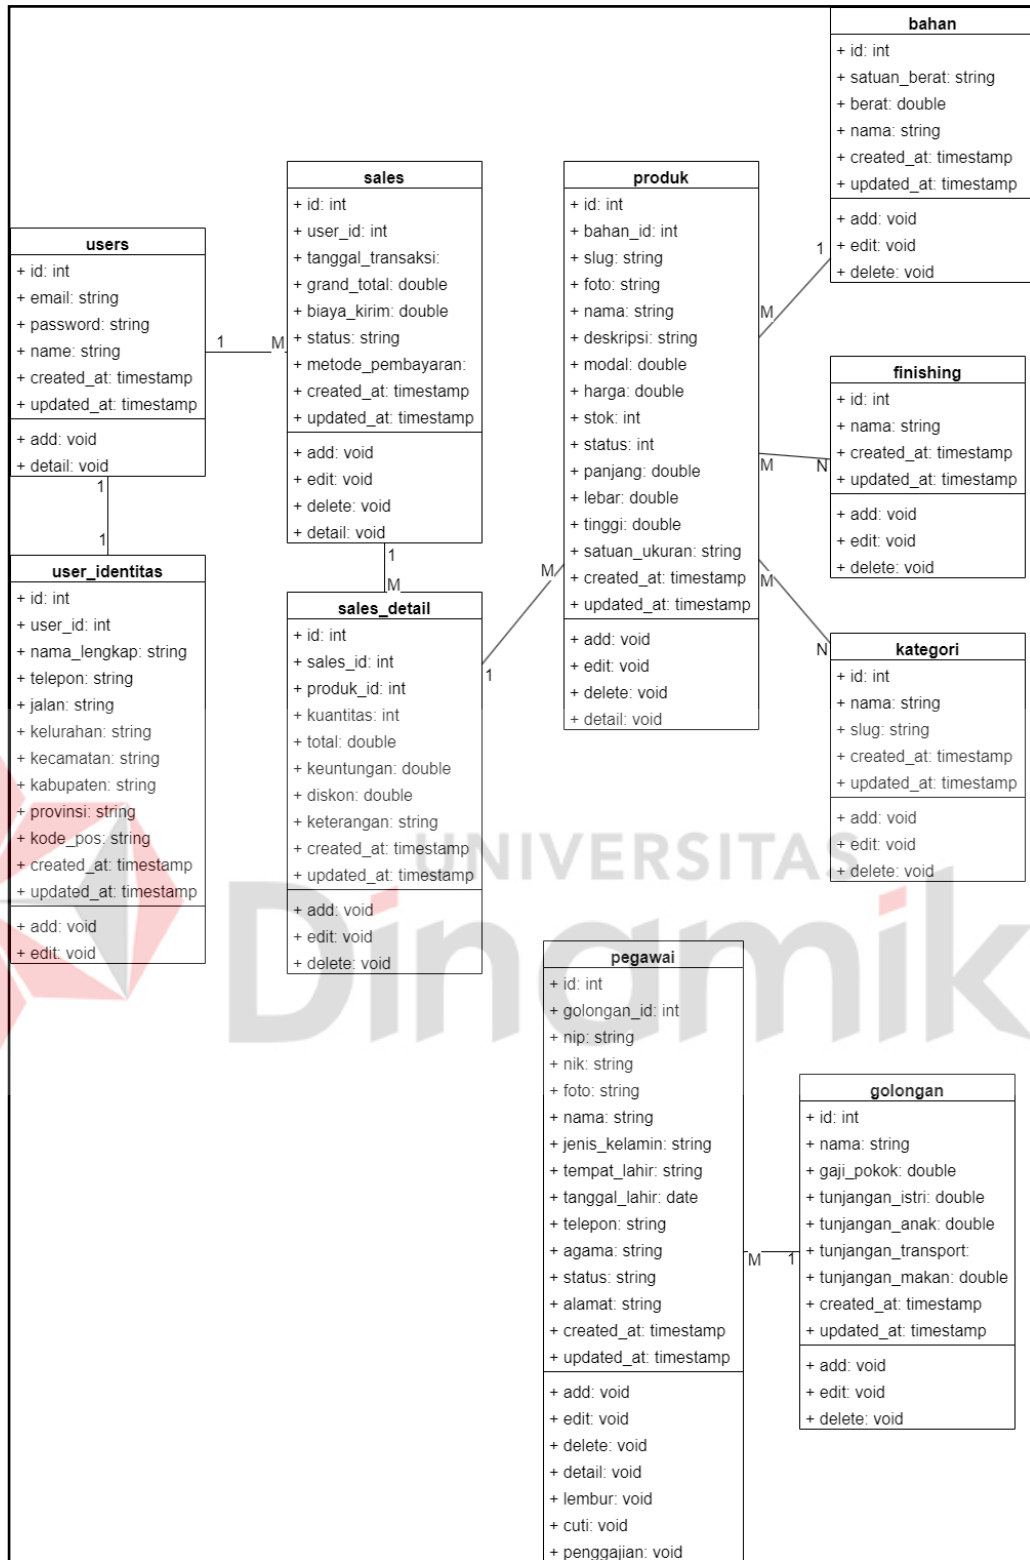 users
+ id: int
+ email: string
+ password: string
+ name: string
+ created_at: timestamp
+ updated_at: timestamp
+ add: void
+ detail: void
1
M
1
1
user_identitas
+ id: int
+ user_id: int
+ nama_lengkap: string
+ telepon: string
+ jalan: string
+ kelurahan: string
+ kecamatan: string
+ kabupaten: string
+ provinsi: string
+ kode_pos: string
+ created_at: timestamp
+ updated_at: timestamp
+ add: void
+ edit: void
sales
+ id: int
+ user_id: int
+ tanggal_transaksi:
+ grand_total: double
+ biaya_kirim: double
+ status: string
+ metode_pembayaran:
+ created_at: timestamp
+ updated_at: timestamp
+ add: void
+ edit: void
+ delete: void
+ detail: void
1
M
sales_detail
+ id: int
+ sales_id: int
+ produk_id: int
+ kuantitas: int
+ total: double
+ keuntungan: double
+ diskon: double
+ keterangan: string
+ created_at: timestamp
+ updated_at: timestamp
+ add: void
+ edit: void
+ delete: void
1
M
produk
+ id: int
+ bahan_id: int
+ slug: string
+ foto: string
+ nama: string
+ deskripsi: string
+ modal: double
+ harga: double
+ stok: int
+ status: int
+ panjang: double
+ lebar: double
+ tinggi: double
+ satuan_ukuran: string
+ created_at: timestamp
+ updated_at: timestamp
+ add: void
+ edit: void
+ delete: void
+ detail: void
M
1
M
N
M
N
bahan
+ id: int
+ satuan_berat: string
+ berat: double
+ nama: string
+ created_at: timestamp
+ updated_at: timestamp
+ add: void
+ edit: void
+ delete: void
finishing
+ id: int
+ nama: string
+ created_at: timestamp
+ updated_at: timestamp
+ add: void
+ edit: void
+ delete: void
kategori
+ id: int
+ nama: string
+ slug: string
+ created_at: timestamp
+ updated_at: timestamp
+ add: void
+ edit: void
+ delete: void
UNIVERSITAS
Dinamik
pegawai
+ id: int
+ golongan_id: int
+ nip: string
+ nik: string
+ foto: string
+ nama: string
+ jenis_kelamin: string
+ tempat_lahir: string
+ tanggal_lahir: date
+ telepon: string
+ agama: string
+ status: string
+ alamat: string
+ created_at: timestamp
+ updated_at: timestamp
+ add: void
+ edit: void
+ delete: void
+ detail: void
+ lembur: void
+ cuti: void
+ penggajian: void
M
1
golongan
+ id: int
+ nama: string
+ gaji_pokok: double
+ tunjangan_istri: double
+ tunjangan_anak: double
+ tunjangan_transport:
+ tunjangan_makan: double
+ created_at: timestamp
+ updated_at: timestamp
+ add: void
+ edit: void
+ delete: void